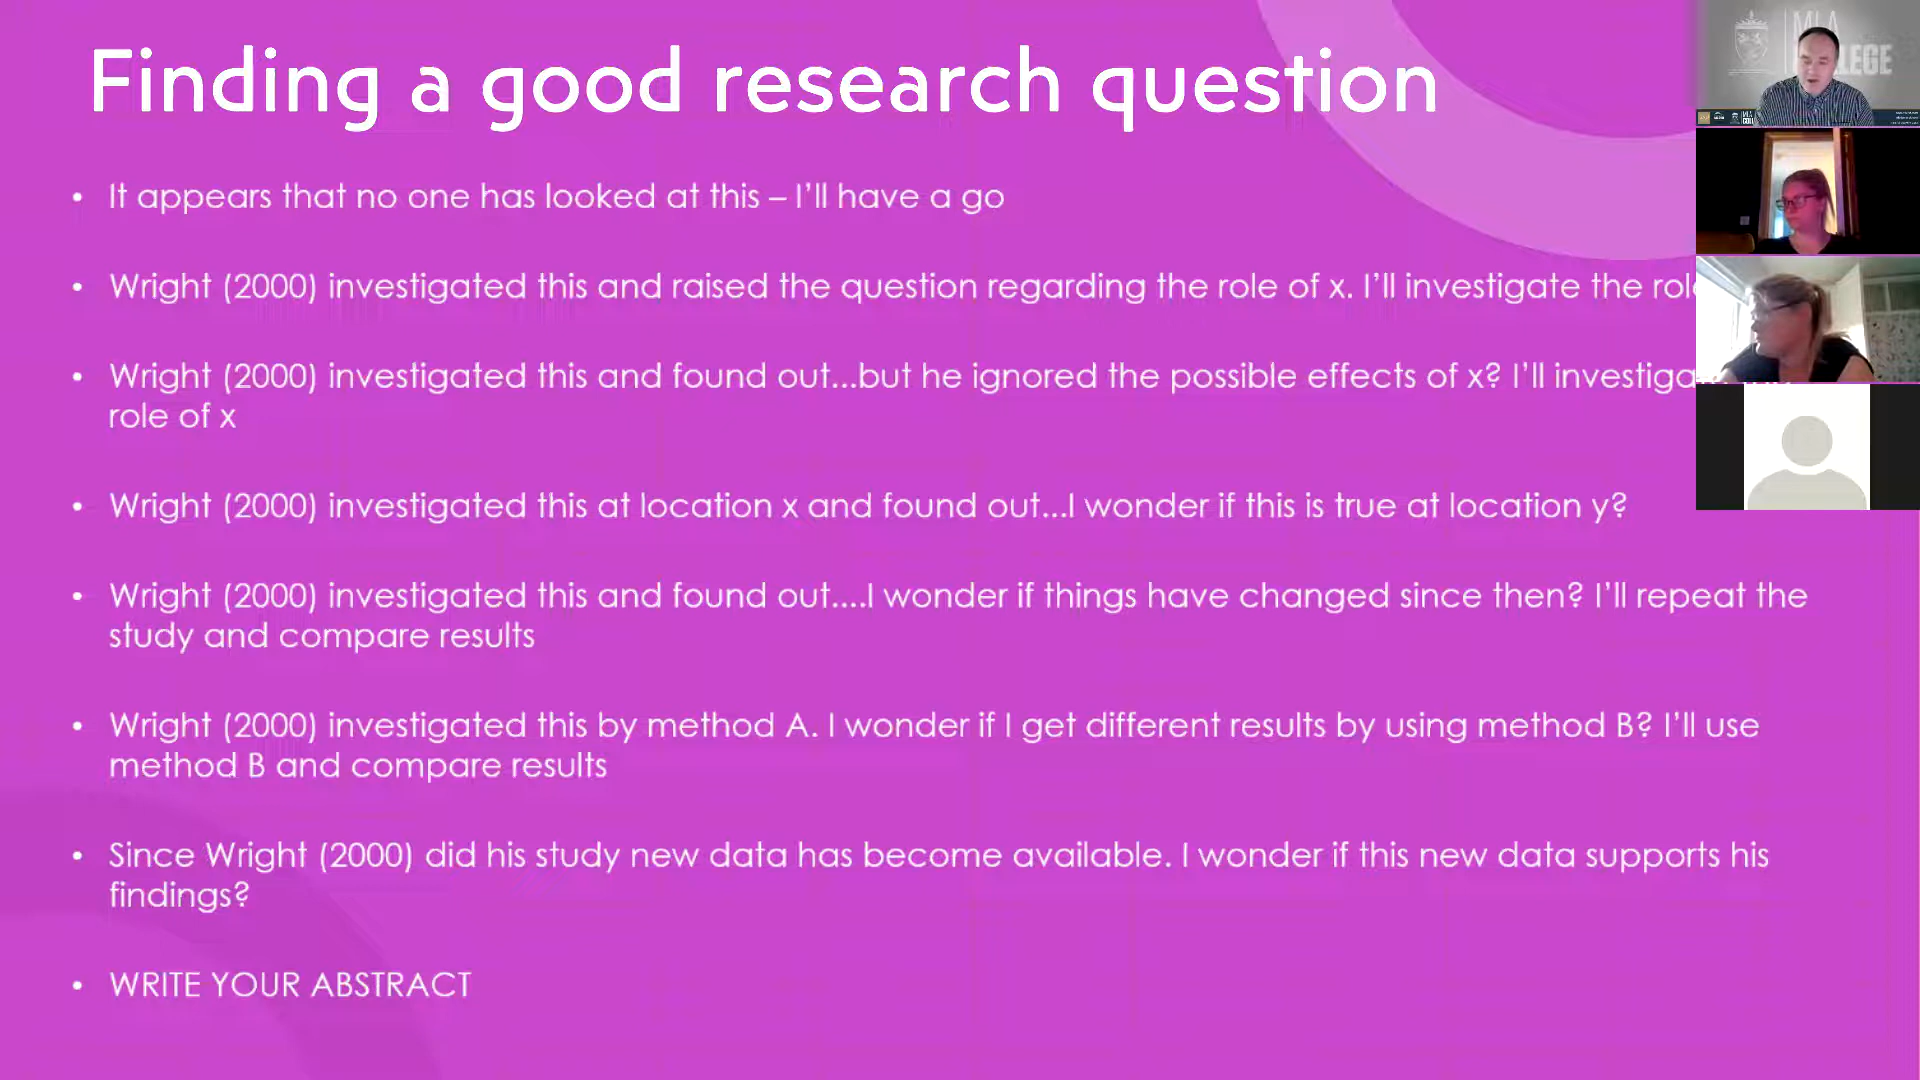 Finding a good research question
• It appears that no one has looked at this – I’ll have a go
• Wright (2000) investigated this and raised the question regarding the role of x. I’ll investigate the
• Wright (2000) investigated this and found out...but he ignored the possible effects of x? I’ll
role of x
• Wright (2000) investigated this at location x and found out...I wonder if this is true at location y?
• Wright (2000) investigated this and found out....I wonder if things have changed since then? I’ll repeat the
study and compare results
• Wright (2000) investigated this by method A. I wonder if I get different results by using method B? I’ll use
method B and compare results
• Since Wright (2000) did his study new data has become available. I wonder if this new data supports his
findings?
• WRITE YOUR ABSTRACT
MLA